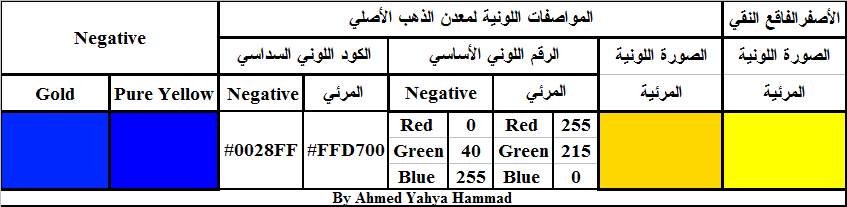 الأصفرالفاقع النقي
المواصفات اللونية لمعدن الذهب الأصلي
Negative
الصورة اللونية
الصورة اللونية
الرقم اللوني الأساسي
الكود اللوني السداسي
المرئية
المرئية
المرئي
Negative
المرئي
Negative
Pure Yellow
Gold
Red 0 Red 255
#0028FF #FFD700 Green 40 Green 215
Blue 255 Blue 0
By Ahmed Yahya Hammad